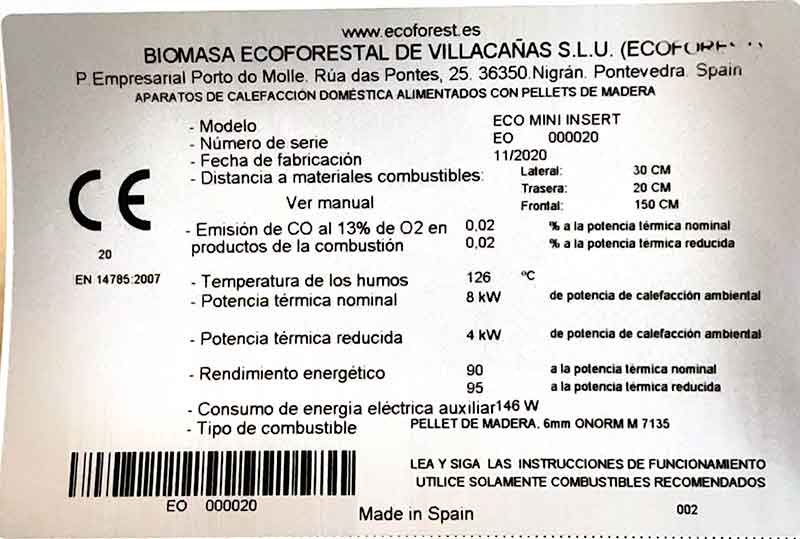 www.ecoforest.es
BIOMASA ECOFORESTAL DE VILLACAÑAS S.L.U.
P. Empresarial Porto do Molle. Rúa das Pontes, 25. 36350.Nigrán. Pontevedra. Spain
APARATOS DE CALEFACCIÓN DOMÉSTICA ALIMENTADOS CON PELLETS DE MADERA
- Modelo ECO MINI INSERT
- Número de serie EO 000020
- Fecha de fabricación 11/2020
- Distancia a materiales combustibles: Lateral: 30 CM
Trasera: 20 CM
Ver manual Frontal: 150 CM
CE
20
EN 14785:2007
- Emisión de CO al 13% de O2 en 0,02 % a la potencia térmica nominal
productos de la combustión 0,02 % a la potencia térmica reducida
- Temperatura de los humos 126 ºC
- Potencia térmica nominal 8 kW de potencia de calefacción ambiental
- Potencia térmica reducida 4 kW de potencia de calefacción ambiental
- Rendimiento energético 90 a la potencia térmica nominal
95 a la potencia térmica reducida
- Consumo de energía eléctrica auxiliar 146 W
- Tipo de combustible PELLET DE MADERA. 6mm ONORM M 7135
LEA Y SIGA LAS INSTRUCCIONES DE FUNCIONAMIENTO
UTILICE SOLAMENTE COMBUSTIBLES RECOMENDADOS
EO 000020
Made in Spain
002